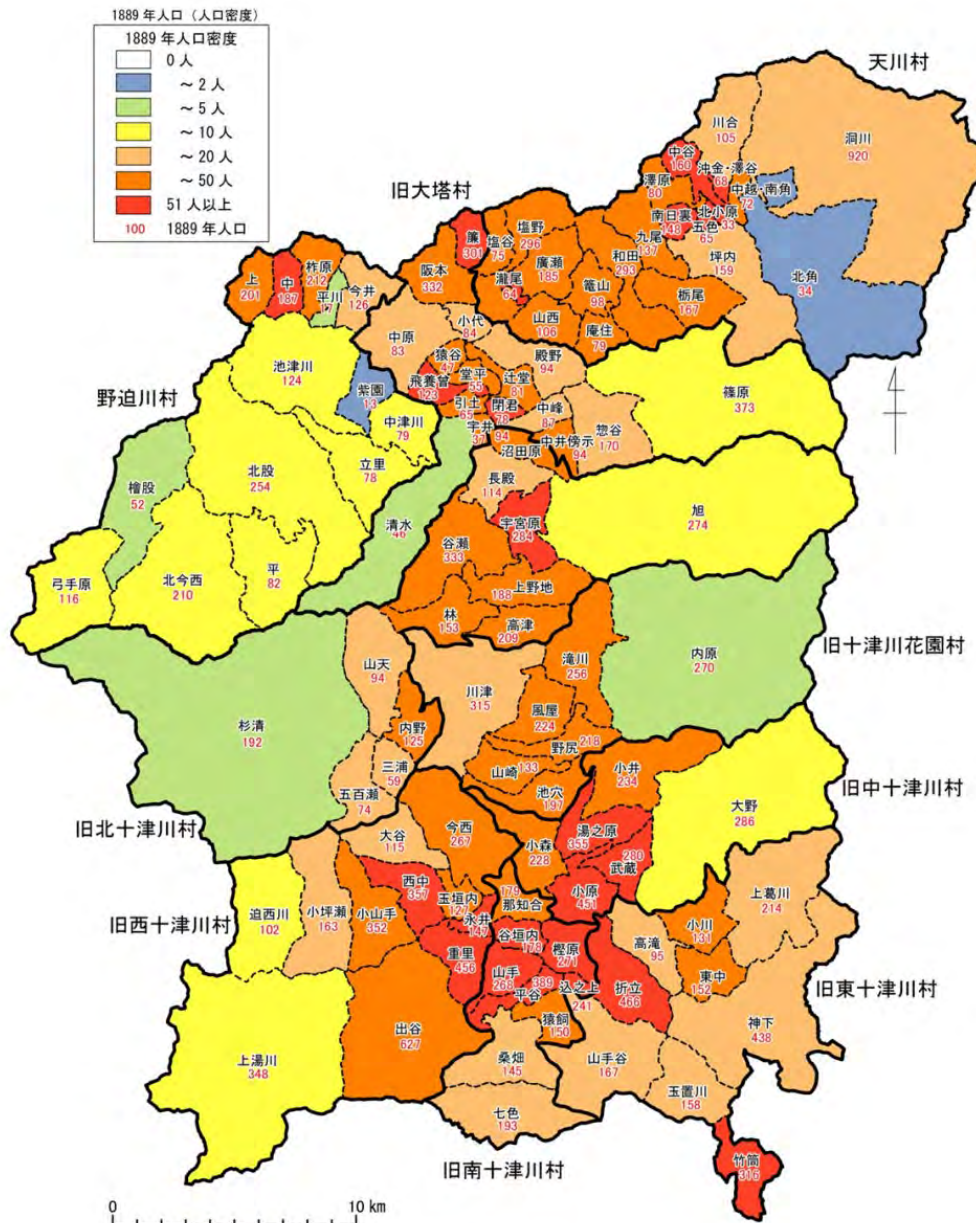 1889年人口（人口密度）
1889年人口密度
0人
～2人
～5人
～10人
～20人
～50人
51人以上
100 1889年人口
天川村
川合
105
洞川
920
中谷
160
沖金・澤谷
68
中越・南角
72
澤原
80
南日裏
148
北小原
33
五色
65
九尾
137
坪内
159
北角
34
旧大塔村
簾
301
塩谷
75
塩野
296
阪本
332
瀧尾
64
廣瀬
185
和田
293
篭山
98
栃尾
167
山西
106
庵住
79
上
201
中
187
柞原
212
平川
17
今井
126
中原
83
小代
84
殿野
94
猿谷
47
堂平
55
辻堂
81
飛養曾
123
引土
65
閉君
78
中峰
87
宇井
37
94
沼田原
中井傍示
94
惣谷
170
篠原
373
野迫川村
池津川
124
紫園
13
中津川
79
北股
254
立里
78
檜股
52
清水
46
弓手原
116
北今西
210
平
82
長殿
114
宇宮原
284
旭
274
谷瀬
333
188 上野地
林
153
高津
209
滝川
256
内原
270
旧十津川花園村
山天
94
川津
315
風屋
224
杉清
192
内野
125
野尻
218
三浦
59
山崎
133
池穴
197
五百瀬
74
小井
234
大野
286
旧中十津川村
旧北十津川村
大谷
115
今西
267
小森
228
湯之原
355
280
武蔵
西中
357
玉垣内
127
179
那知合
小原
451
上葛川
214
旧西十津川村
迫西川
102
小坪瀬
163
小山手
352
永井
147
谷垣内
178
樫原
271
高滝
95
小川
131
重里
456
山手
268
389
平谷
込之上
241
折立
466
東中
152
旧東十津川村
上湯川
348
出谷
627
猿飼
150
神下
438
桑畑
145
山手谷
167
玉置川
158
七色
193
竹筒
316
旧南十津川村
0
10 km